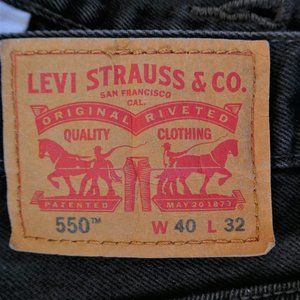 LEVI STRAUSS & CO.
SAN FRANCISCO
CAL.
ORIGINAL RIVETED
QUALITY CLOTHING
PATENTED MAY 20 1873
550™ W 40 L 32